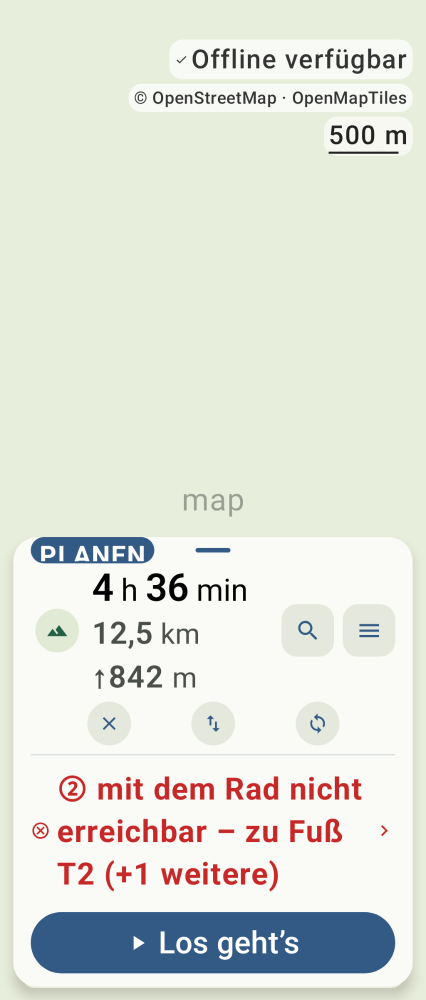 ✓ Offline verfügbar
© OpenStreetMap · OpenMapTiles
500 m
map
PLANEN
4 h 36 min
12,5 km
↑842 m
② mit dem Rad nicht
erreichbar – zu Fuß
T2 (+1 weitere)
Los geht’s